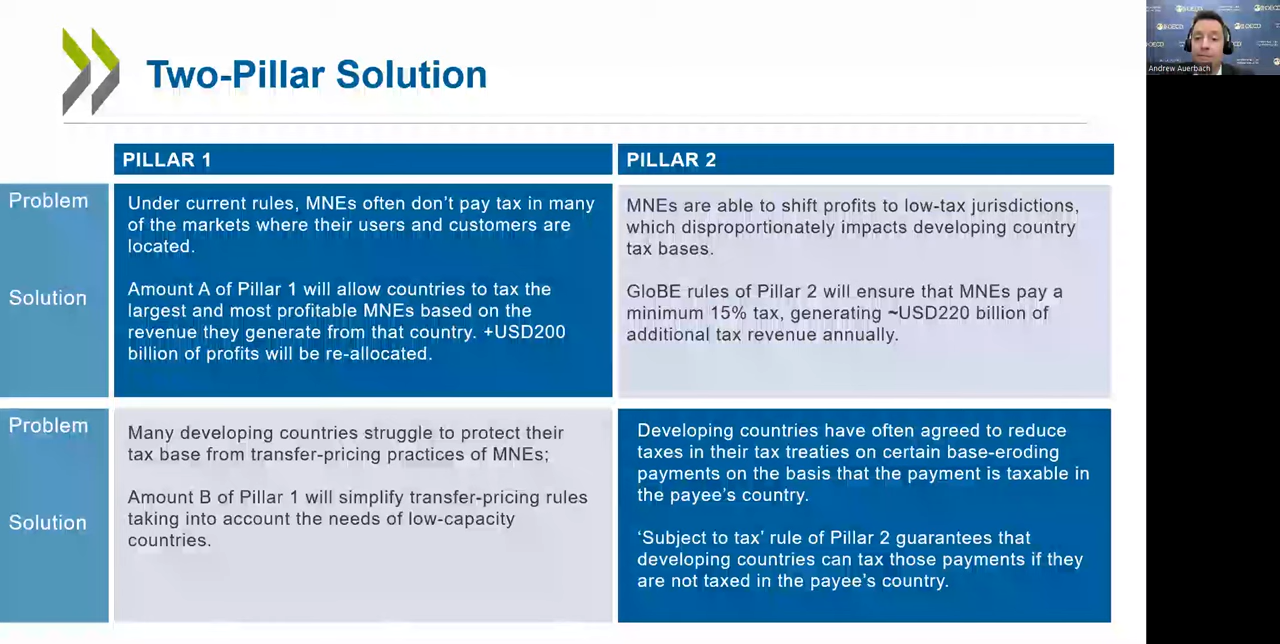 Two-Pillar Solution
PILLAR 1
PILLAR 2
Problem
Under current rules, MNEs often don't pay tax in many
of the markets where their users and customers are
located.
Solution
Amount A of Pillar 1 will allow countries to tax the
largest and most profitable MNEs based on the
revenue they generate from that country. +USD200
billion of profits will be re-allocated.
MNEs are able to shift profits to low-tax jurisdictions,
which disproportionately impacts developing country
tax bases.
GloBE rules of Pillar 2 will ensure that MNEs pay a
minimum 15% tax, generating ~USD220 billion of
additional tax revenue annually.
Problem
Many developing countries struggle to protect their
tax base from transfer-pricing practices of MNEs;
Solution
Amount B of Pillar 1 will simplify transfer-pricing rules
taking into account the needs of low-capacity
countries.
Developing countries have often agreed to reduce
taxes in their tax treaties on certain base-eroding
payments on the basis that the payment is taxable in
the payee's country.
‘Subject to tax’ rule of Pillar 2 guarantees that
developing countries can tax those payments if they
are not taxed in the payee's country.
OECD
Andrew Auerbach